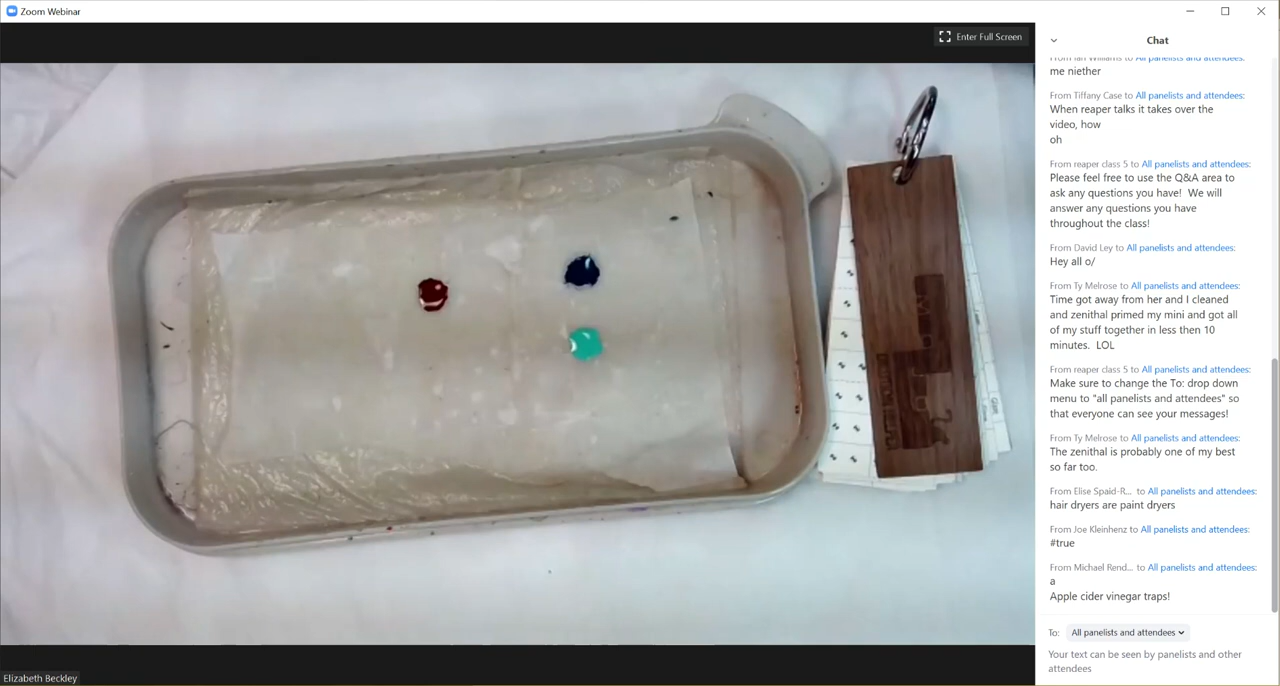 Zoom Webinar
Enter Full Screen
Chat
From Ian Williams to All panelists and attendees:
me niether
From Tiffany Case to All panelists and attendees:
When reaper talks it takes over the
video, how
oh
From reaper class 5 to All panelists and attendees:
Please feel free to use the Q&A area to
ask any questions you have!  We will
answer any questions you have
throughout the class!
From David Ley to All panelists and attendees:
Hey all o/
From Ty Melrose to All panelists and attendees:
Time got away from her and I cleaned
and zenithal primed my mini and got all
of my stuff together in less then 10
minutes.  LOL
From reaper class 5 to All panelists and attendees:
Make sure to change the To: drop down
menu to "all panelists and attendees" so
that everyone can see your messages!
From Ty Melrose to All panelists and attendees:
The zenithal is probably one of my best
so far too.
From Elise Spaid-R... to All panelists and attendees:
hair dryers are paint dryers
From Joe Kleinhenz to All panelists and attendees:
#true
From Michael Rend... to All panelists and attendees:
a
Apple cider vinegar traps!
To: All panelists and attendees
Your text can be seen by panelists and other
attendees
Elizabeth Beckley